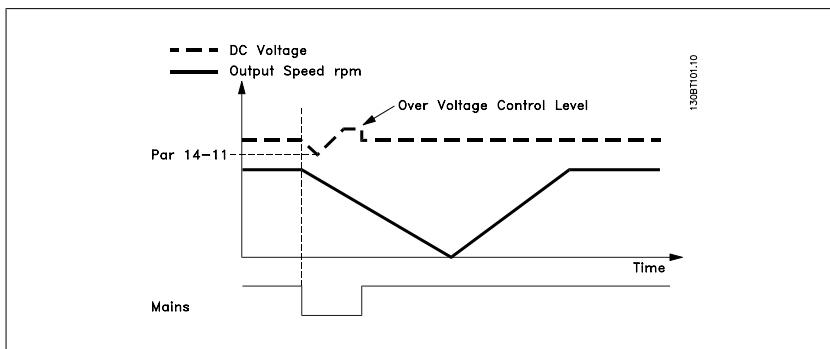 DC Voltage
Output Speed rpm
Over Voltage Control Level
Par 14-11
Time
Mains
130BT101.10